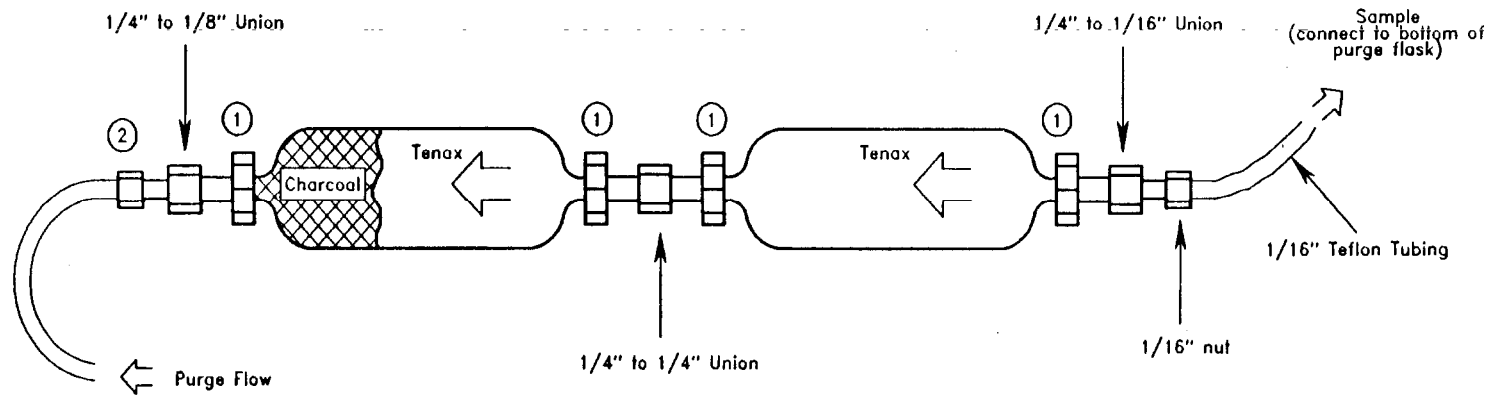 1/4" to 1/8" Union
1/4" to 1/16" Union
Sample
(connect to bottom of
purge flask)
2
1
1
1
1
Tenax
Tenax
Charcoal
1/16" Teflon Tubing
1/4" to 1/4" Union
1/16" nut
Purge Flow